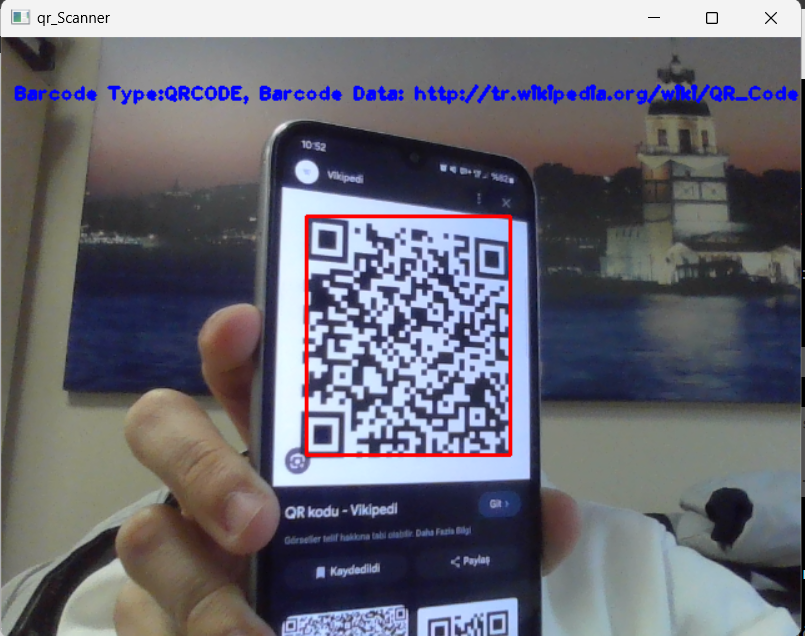 qr_Scanner
Barcode Type:QRCODE, Barcode Data: http://tr.wikipedia.org/wiki/QR_Code
10:52
%82
Vikipedi
QR kodu - Vikipedi
Git >
Görseller telif hakkına tabi olabilir. Daha Fazla Bilgi
Kaydedildi
Paylaş